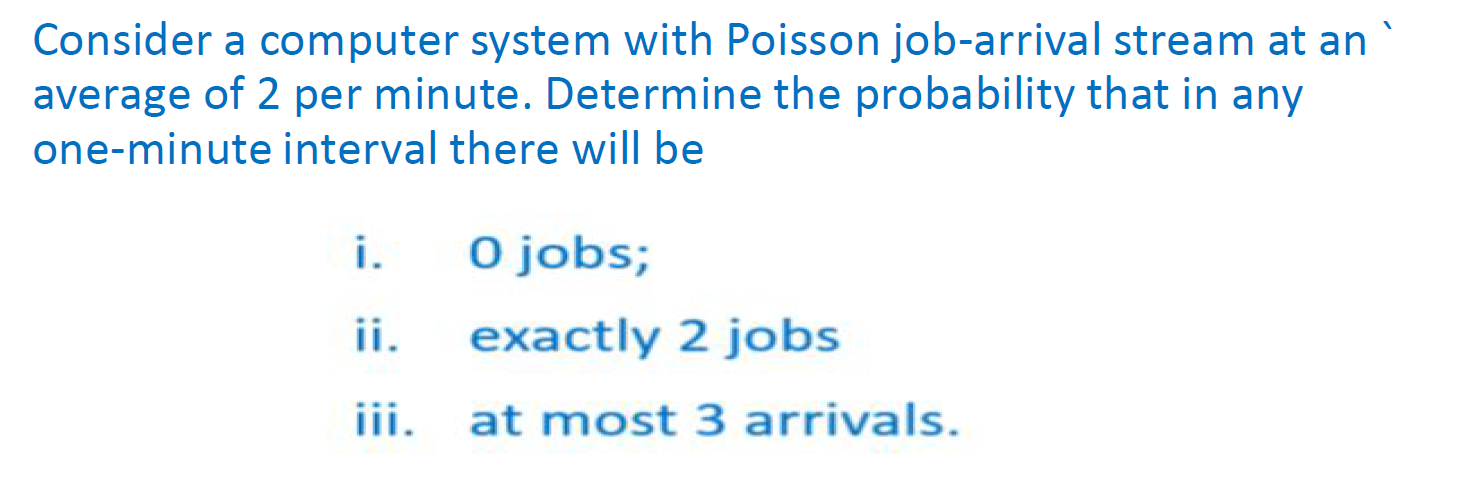 Consider a computer system with Poisson job-arrival stream at an `
average of 2 per minute. Determine the probability that in any
one-minute interval there will be
i. 0 jobs;
ii. exactly 2 jobs
iii. at most 3 arrivals.